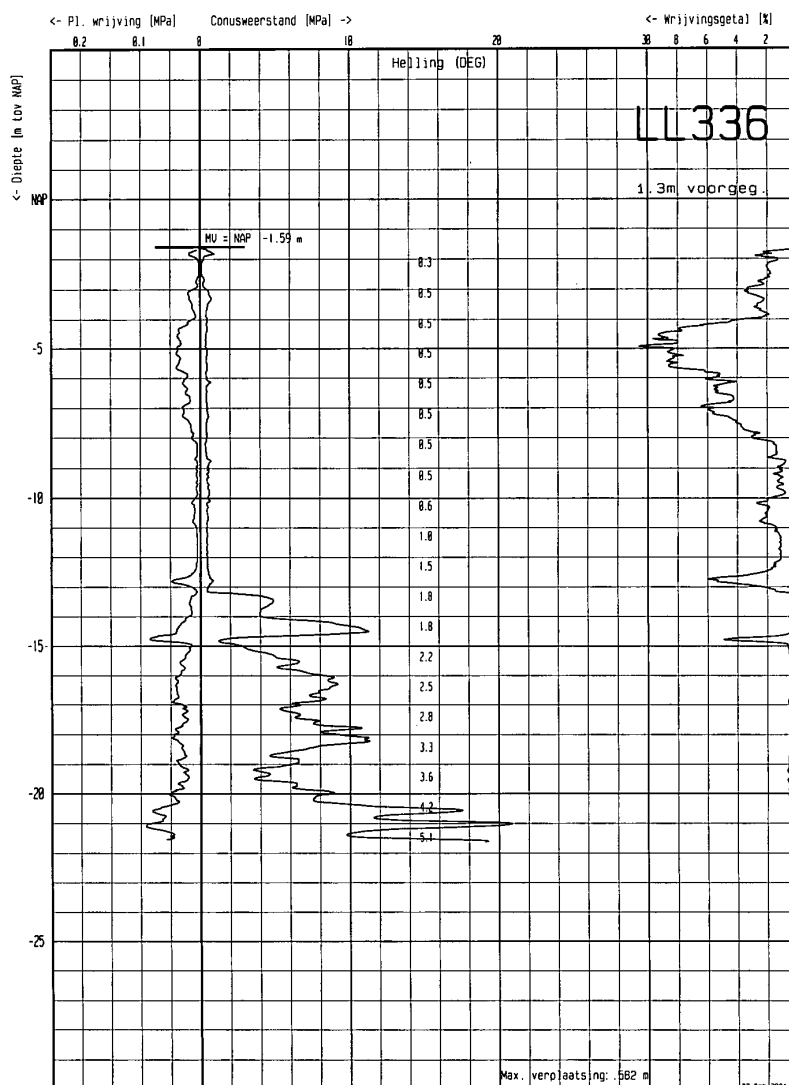 <- Pl. wrijving [MPa] Conusweerstand [MPa] -> <- Wrijvingsgetal [%]
0.2 0.1 0 10 20 10 8 6 4 2
Helling (DEG)
<- Diepte [m tov NAP]
LL336
1.3m voorgeg.
NAP
MV = NAP -1.59 m
0.3
0.5
0.5
-5
0.5
0.5
0.5
0.5
0.5
-10
0.6
1.0
1.5
1.8
1.8
-15
2.2
2.5
2.8
3.3
3.6
-20
4.2
5.1
-25
Max. verplaatsing: .582 m